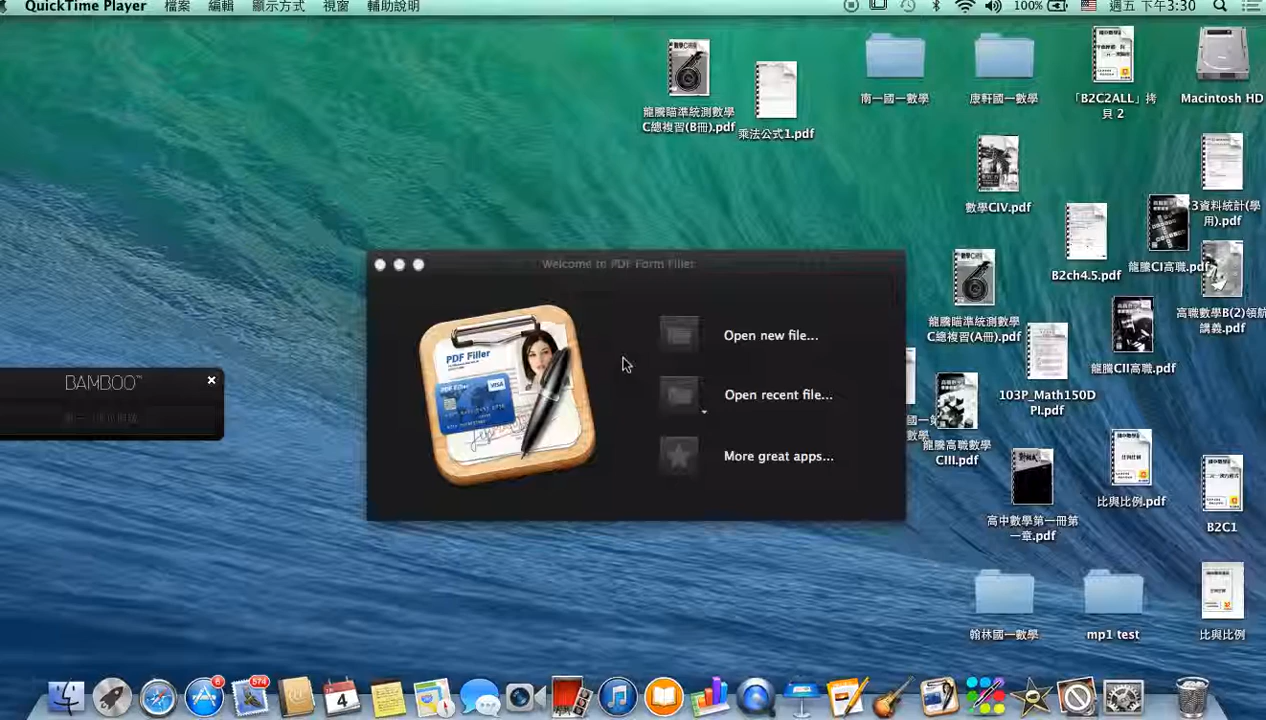 QuickTime Player 檔案 編輯 顯示方式 視窗 輔助說明 100% 週五 下午3:30
龍騰瞄準統測數學
C總複習(B冊).pdf
乘法公式1.pdf
南一國一數學
康軒國一數學
「B2C2ALL」拷
貝 2
Macintosh HD
數學CIV.pdf
3資料統計(學
用).pdf
B2ch4.5.pdf
龍騰CI高職.pdf
龍騰瞄準統測數學
C總複習(A冊).pdf
高職數學B(2)領航
講義.pdf
龍騰CII高職.pdf
103P_Math150D
PI.pdf
龍騰高職數學
CIII.pdf
比與比例.pdf
高中數學第一冊第
一章.pdf
B2C1
翰林國一數學
mp1 test
比與比例
Welcome to PDF Form Filler
PDF Filler
VISA
Open new file...
Open recent file...
More great apps...
BAMBOO™
6
574
4